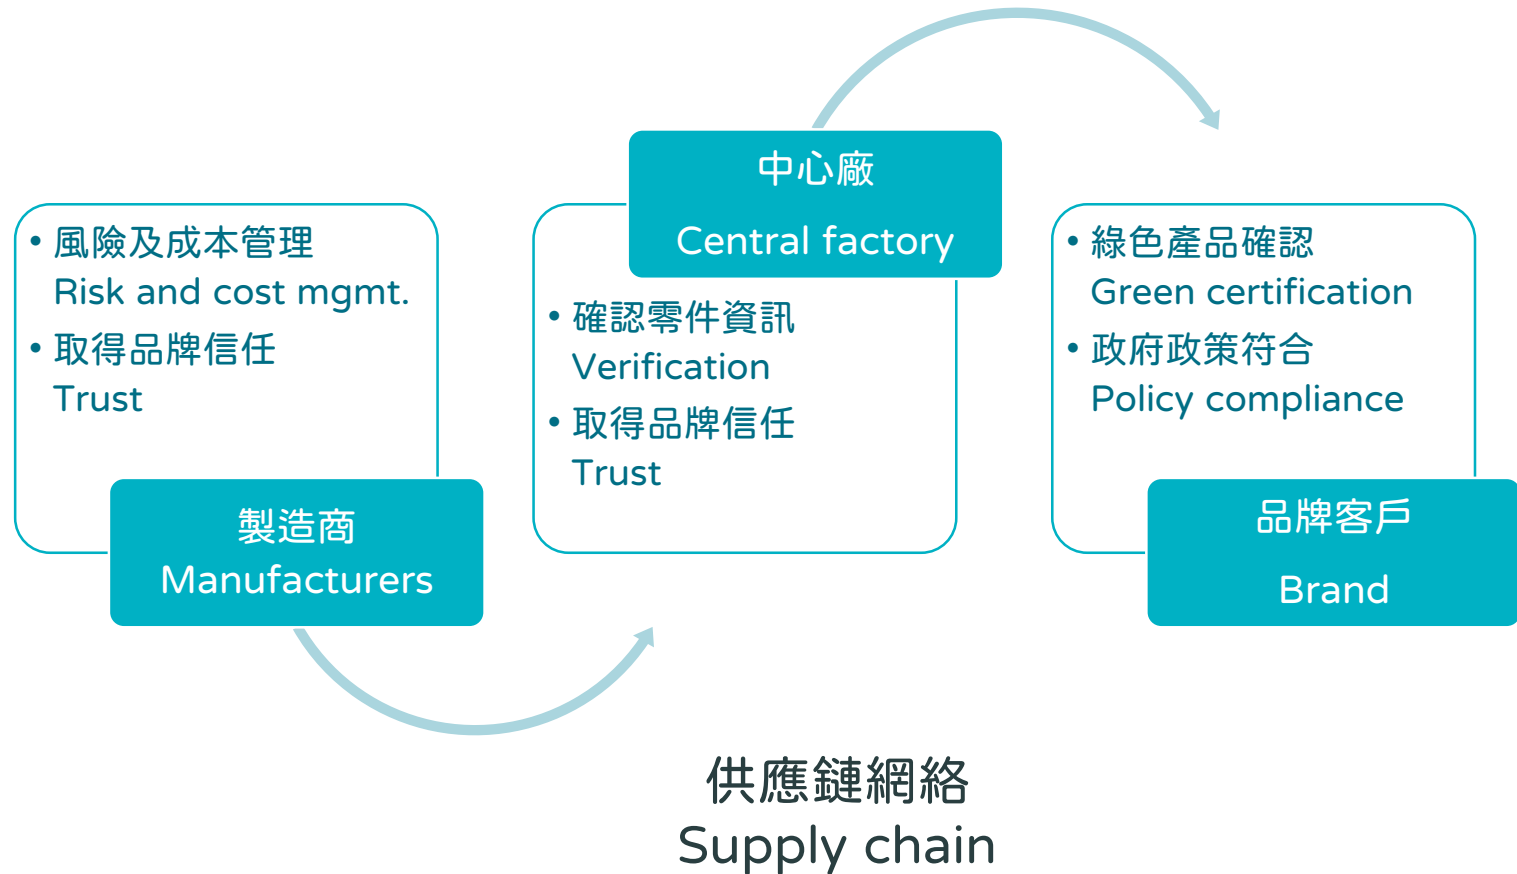 • 風險及成本管理
Risk and cost mgmt.
• 取得品牌信任
Trust
製造商
Manufacturers
中心廠
Central factory
• 確認零件資訊
Verification
• 取得品牌信任
Trust
• 綠色產品確認
Green certification
• 政府政策符合
Policy compliance
品牌客戶
Brand
供應鏈網絡
Supply chain